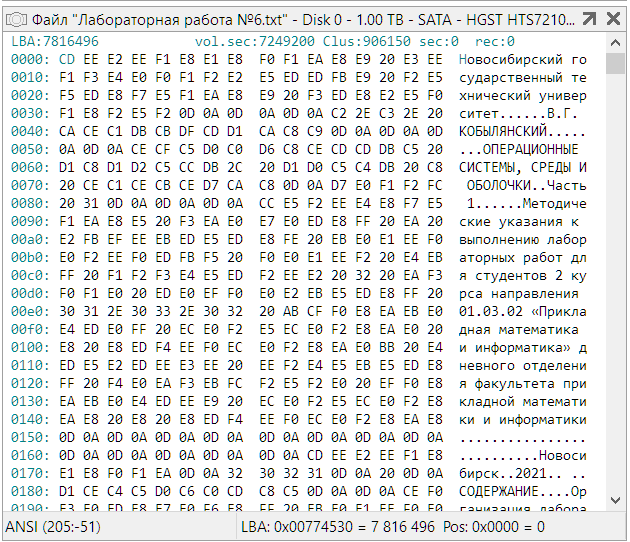 Файл "Лабораторная работа №6.txt" - Disk 0 - 1.00 TB - SATA - HGST HTS7210...
LBA:7816496 vol.sec:7249200 Clus:906150 sec:0 rec:0
0000: CD EE E2 EE F1 E8 E1 E8 F0 F1 EA E8 E9 20 E3 EE Новосибирский го
0010: F1 F3 E4 E0 F0 F1 F2 E2 E5 ED ED FB E9 20 F2 E5 сударственный те
0020: F5 ED E8 F7 E5 F1 EA E8 E9 20 F3 ED E8 E2 E5 F0 хнический универ
0030: F1 E8 F2 E5 F2 0D 0A 0D 0A 0D 0A C2 2E C3 2E 20 ситет......В.Г.
0040: CA CE C1 DB CB DF CD D1 CA C8 C9 0D 0A 0D 0A 0D КОБЫЛЯНСКИЙ.....
0050: 0A 0D 0A CE CF C5 D0 C0 D6 C8 CE CD CD DB C5 20 ...ОПЕРАЦИОННЫЕ
0060: D1 C8 D1 D2 C5 CC DB 2C 20 D1 D0 C5 C4 DB 20 C8 СИСТЕМЫ, СРЕДЫ И
0070: 20 CE C1 CE CB CE D7 CA C8 0D 0A D7 E0 F1 F2 FC ОБОЛОЧКИ..Часть
0080: 20 31 0D 0A 0D 0A 0D 0A CC E5 F2 EE E4 E8 F7 E5 1......Методиче
0090: F1 EA E8 E5 20 F3 EA E0 E7 E0 ED E8 FF 20 EA 20 ские указания к
00a0: E2 FB EF EE EB ED E5 ED E8 FE 20 EB E0 E1 EE F0 выполнению лабор
00b0: E0 F2 EE F0 ED FB F5 20 F0 E0 E1 EE F2 20 E4 EB аторных работ дл
00c0: FF 20 F1 F2 F3 E4 E5 ED F2 EE E2 20 32 20 EA F3 я студентов 2 ку
00d0: F0 F1 E0 20 ED E0 EF F0 E0 E2 EB E5 ED E8 FF 20 рса направления
00e0: 30 31 2E 30 33 2E 30 32 20 AB CF F0 E8 EA EB E0 01.03.02 «Прикла
00f0: E4 ED E0 FF 20 EC E0 F2 E5 EC E0 F2 E8 EA E0 20 дная математика
0100: E8 20 E8 ED F4 EE F0 EC E0 F2 E8 EA E0 BB 20 E4 и информатика» д
0110: ED E5 E2 ED EE E3 EE 20 EE F2 E4 E5 EB E5 ED E8 невного отделени
0120: FF 20 F4 E0 EA F3 EB FC F2 E5 F2 E0 20 EF F0 E8 я факультета при
0130: EA EB E0 E4 ED EE E9 20 EC E0 F2 E5 EC E0 F2 E8 кладной математи
0140: EA E8 20 E8 20 E8 ED F4 EE F0 EC E0 F2 E8 EA E8 ки и информатики
0150: 0D 0A 0D 0A 0D 0A 0D 0A 0D 0A 0D 0A 0D 0A 0D 0A ................
0160: 0D 0A 0D 0A 0D 0A 0D 0A 0D 0A CD EE E2 EE F1 E8 ..........Новоси
0170: E1 E8 F0 F1 EA 0D 0A 32 30 32 31 0D 0A 20 0D 0A бирск..2021.. ..
0180: D1 CE C4 C5 D0 C6 C0 CD C8 C5 0D 0A 0D 0A CE F0 СОДЕРЖАНИЕ....Ор
ANSI (205:-51) LBA: 0x00774530 = 7 816 496 Pos: 0x0000 = 0